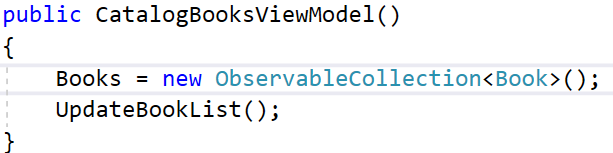 public CatalogBooksViewModel()
{
    Books = new ObservableCollection<Book>();
    UpdateBookList();
}